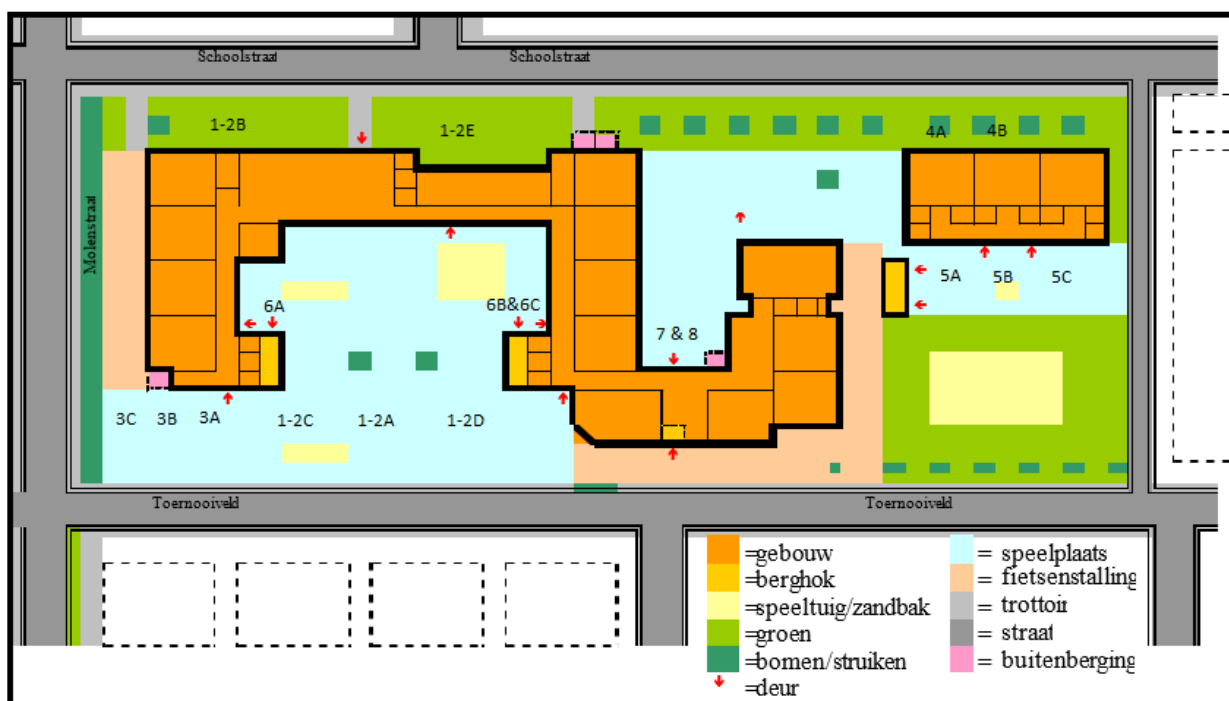 Schoolstraat Schoolstraat
1-2B 1-2E 4A 4B
Molenstraat
5A 5B 5C
6A 6B&6C
7 & 8
3C 3B 3A 1-2C 1-2A 1-2D
Toernooiveld Toernooiveld
=gebouw
=berghok
=speeltuig/zandbak
=groen
=bomen/struiken
=deur
= speelplaats
= fietsenstalling
= trottoir
= straat
= buitenberging